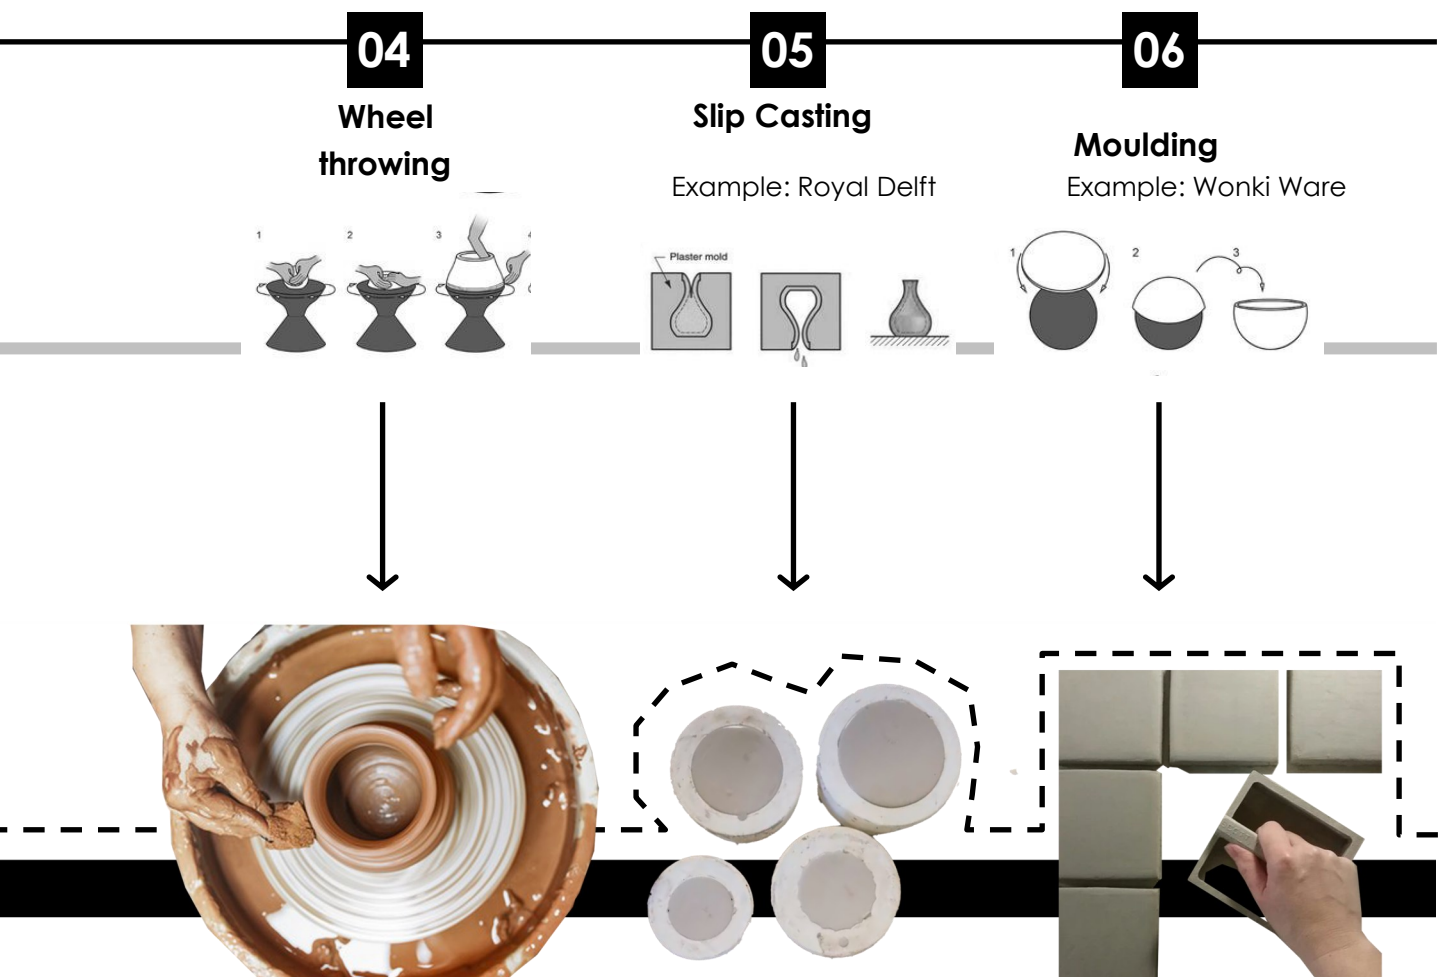 04
Wheel
throwing
1 2 3
05
Slip Casting
Example: Royal Delft
Plaster mold
06
Moulding
Example: Wonki Ware
1 2 3